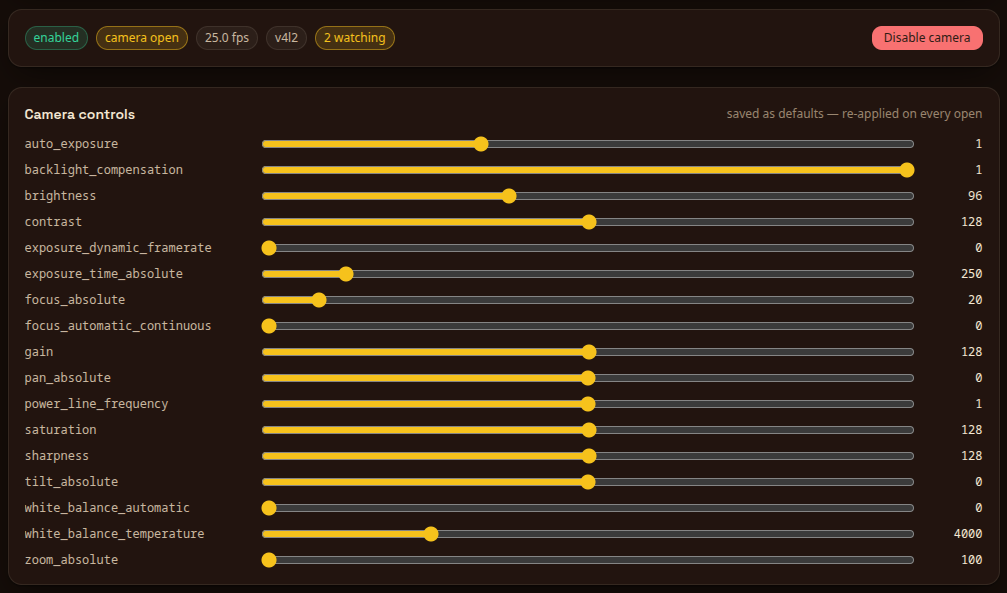 enabled camera open 25.0 fps v4l2 2 watching Disable camera
Camera controls saved as defaults — re-applied on every open
auto_exposure 1
backlight_compensation 1
brightness 96
contrast 128
exposure_dynamic_framerate 0
exposure_time_absolute 250
focus_absolute 20
focus_automatic_continuous 0
gain 128
pan_absolute 0
power_line_frequency 1
saturation 128
sharpness 128
tilt_absolute 0
white_balance_automatic 0
white_balance_temperature 4000
zoom_absolute 100